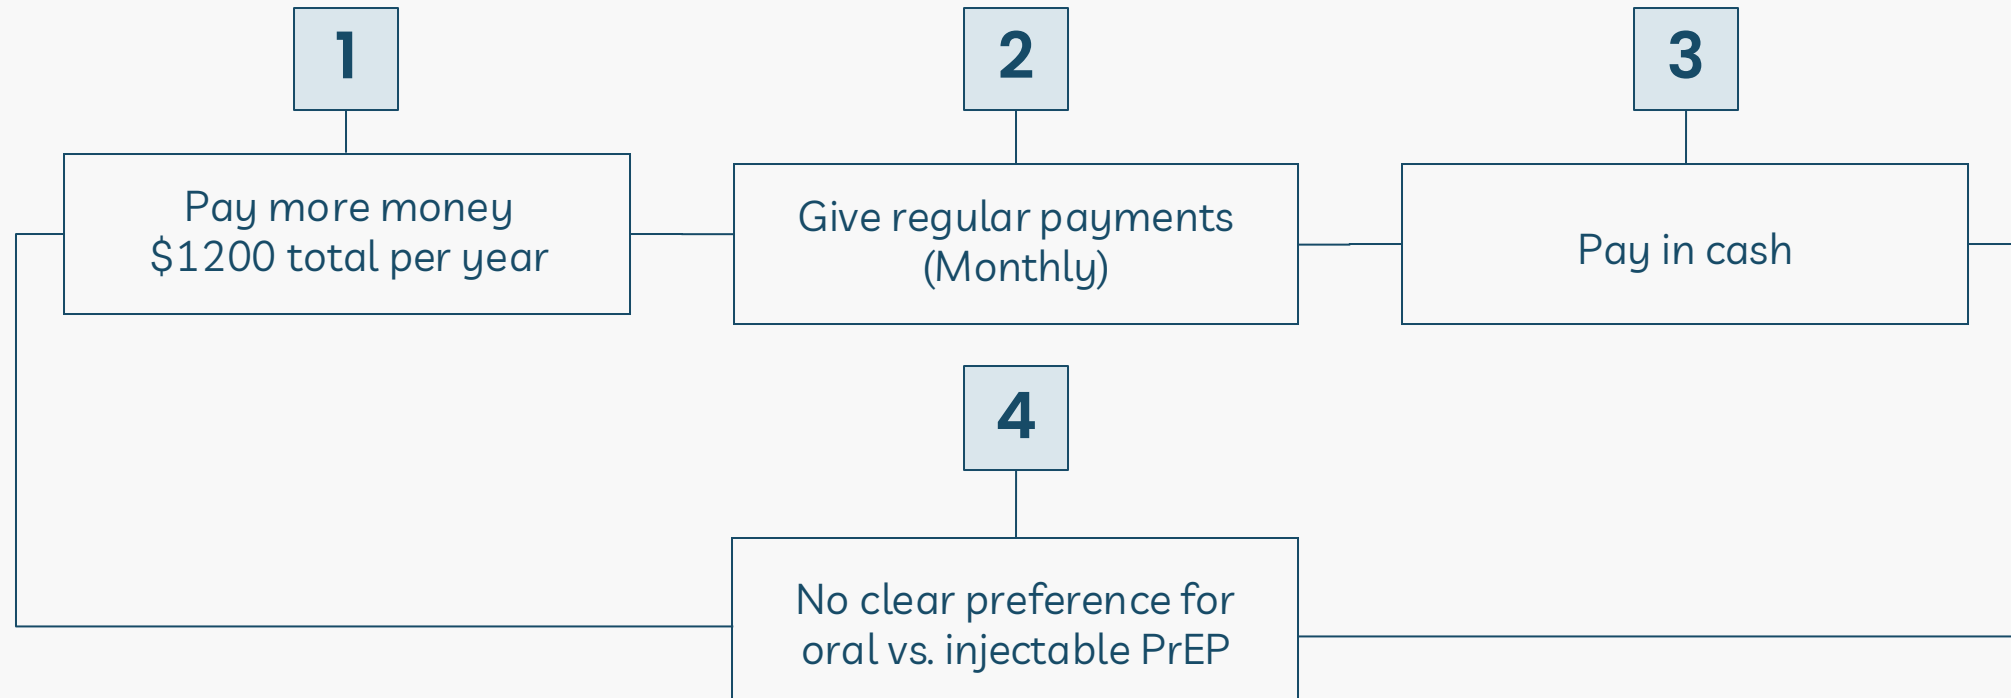 1
Pay more money
$1200 total per year
2
Give regular payments
(Monthly)
3
Pay in cash
4
No clear preference for
oral vs. injectable PrEP